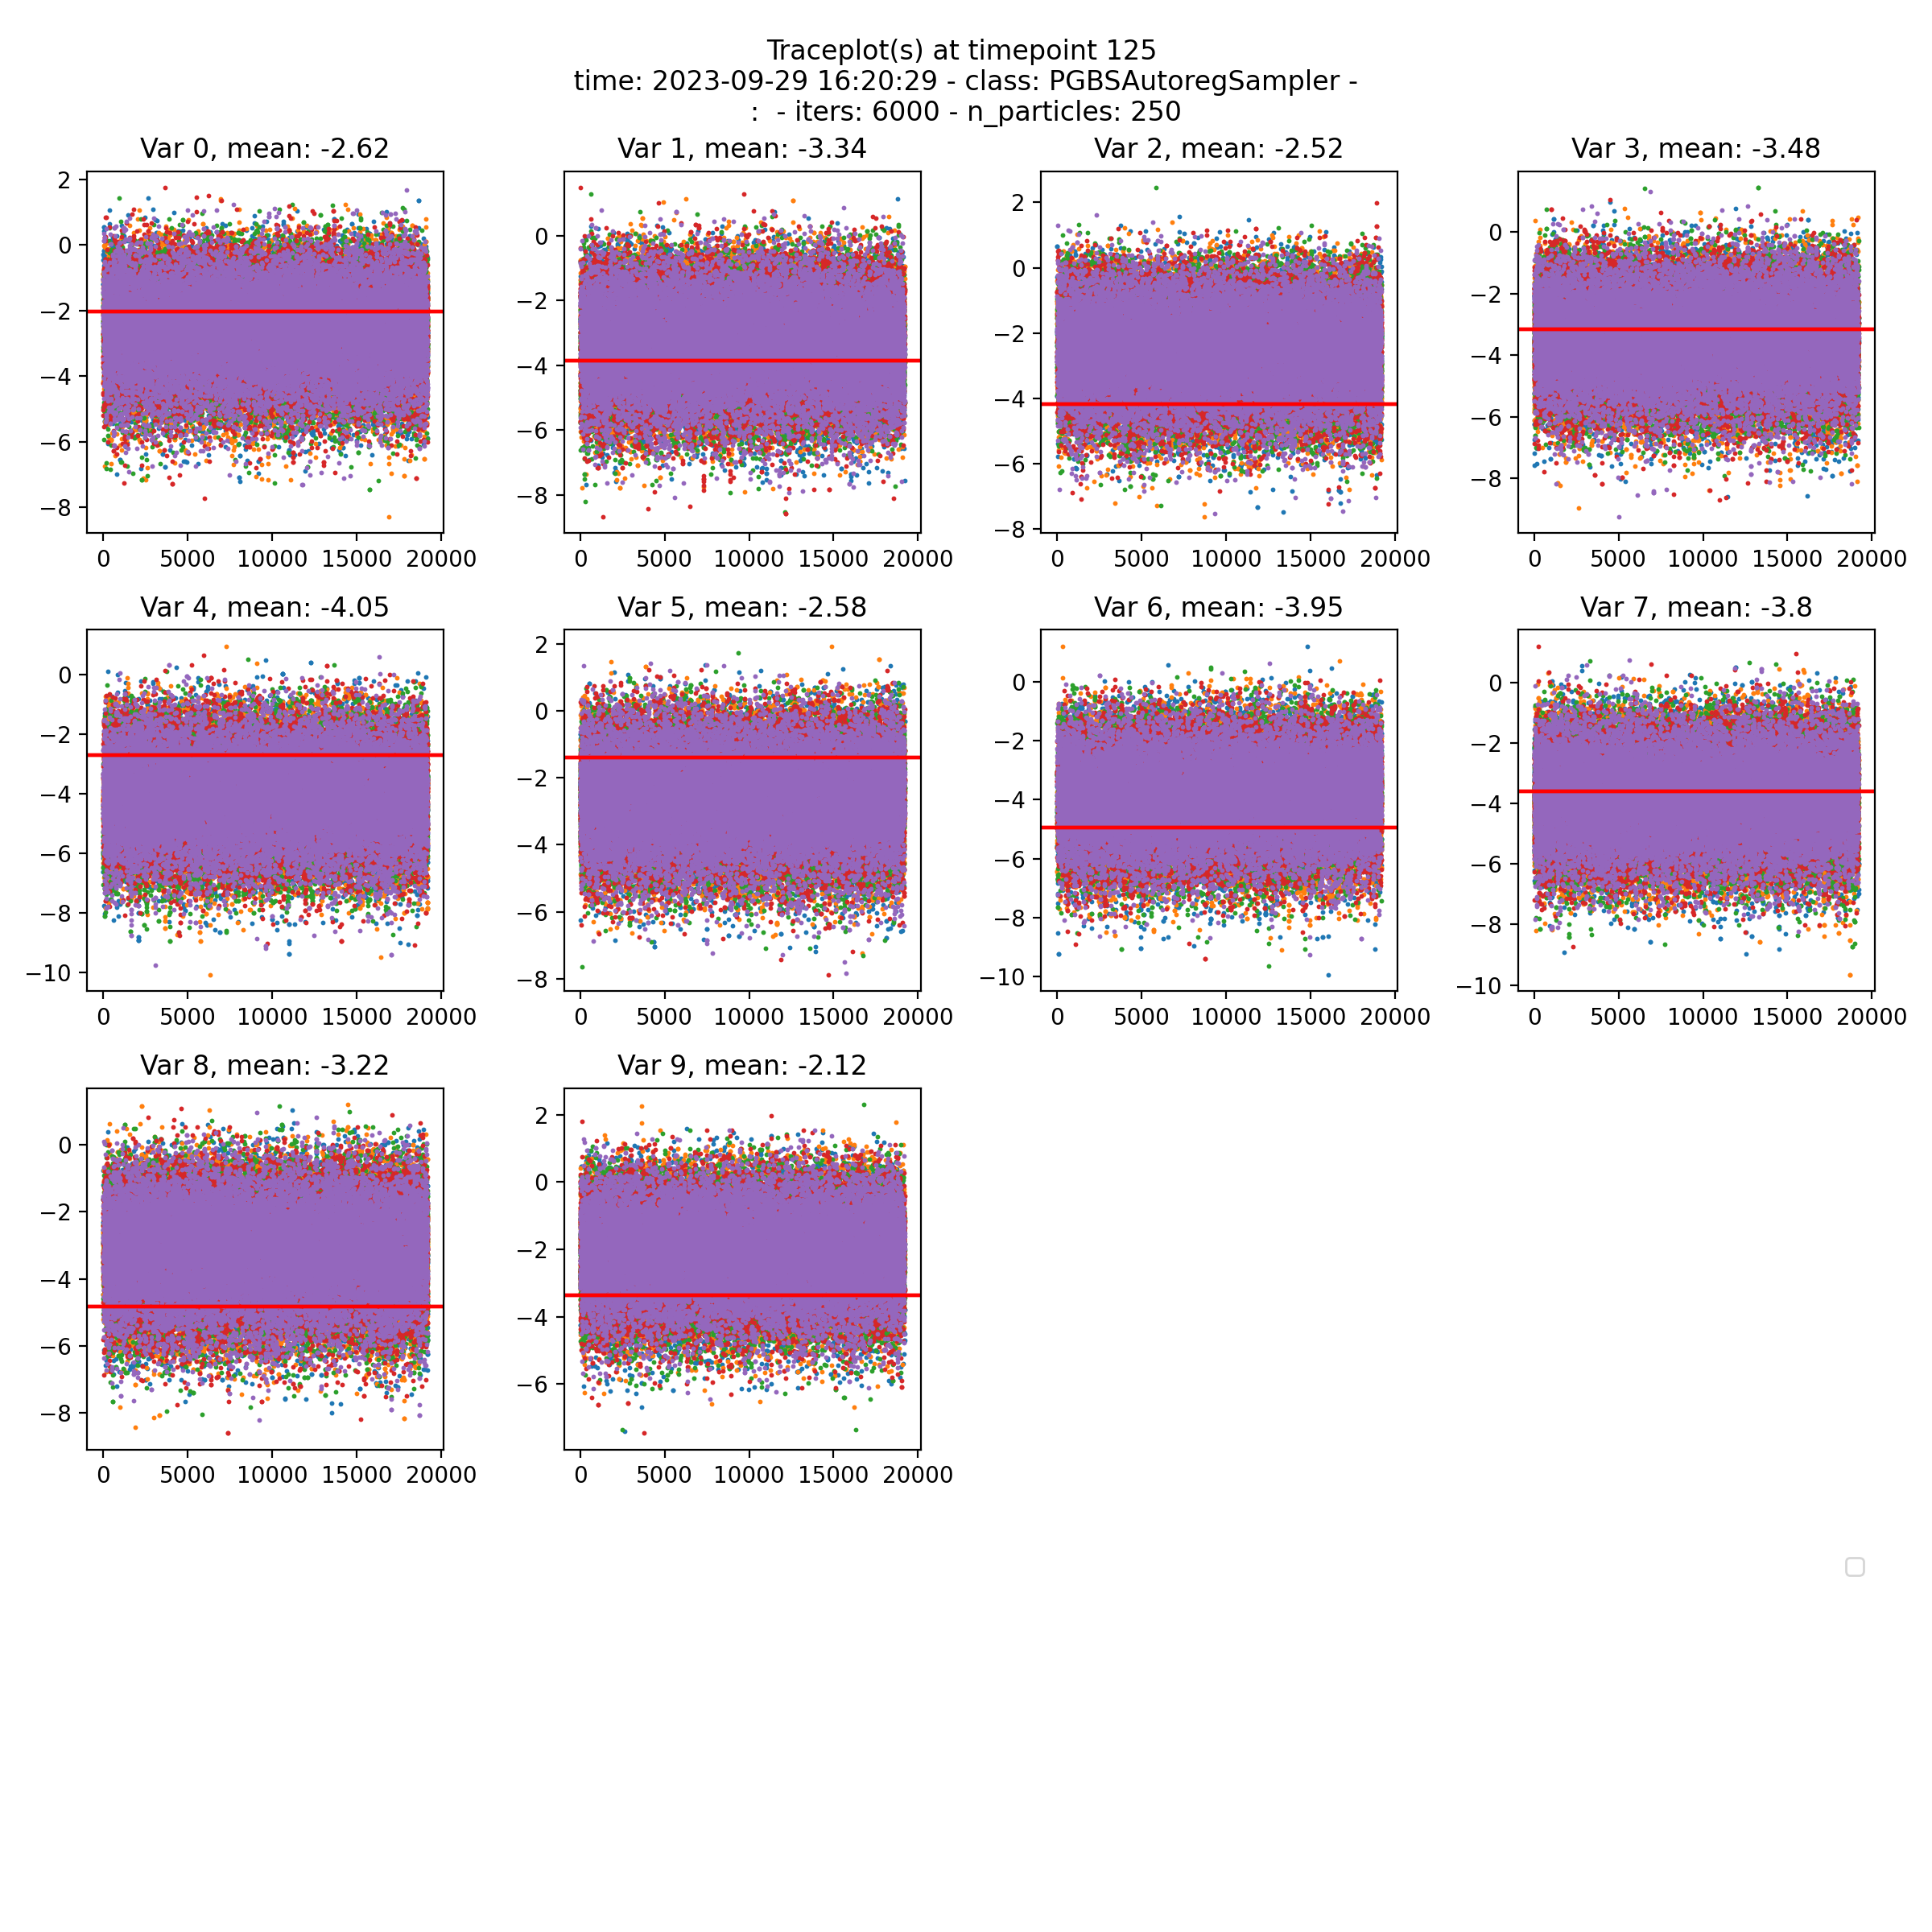 Traceplot(s) at timepoint 125
time: 2023-09-29 16:20:29 - class: PGBSAutoregSampler -
:  - iters: 6000 - n_particles: 250
Var 0, mean: -2.62
Var 1, mean: -3.34
Var 2, mean: -2.52
Var 3, mean: -3.48
2
0
−2
−4
−6
−8
0 5000 10000 15000 20000
0
−2
−4
−6
−8
0 5000 10000 15000 20000
2
0
−2
−4
−6
−8
0 5000 10000 15000 20000
0
−2
−4
−6
−8
0 5000 10000 15000 20000
Var 4, mean: -4.05
Var 5, mean: -2.58
Var 6, mean: -3.95
Var 7, mean: -3.8
0
−2
−4
−6
−8
−10
0 5000 10000 15000 20000
2
0
−2
−4
−6
−8
0 5000 10000 15000 20000
0
−2
−4
−6
−8
−10
0 5000 10000 15000 20000
0
−2
−4
−6
−8
−10
0 5000 10000 15000 20000
Var 8, mean: -3.22
Var 9, mean: -2.12
0
−2
−4
−6
−8
0 5000 10000 15000 20000
2
0
−2
−4
−6
0 5000 10000 15000 20000